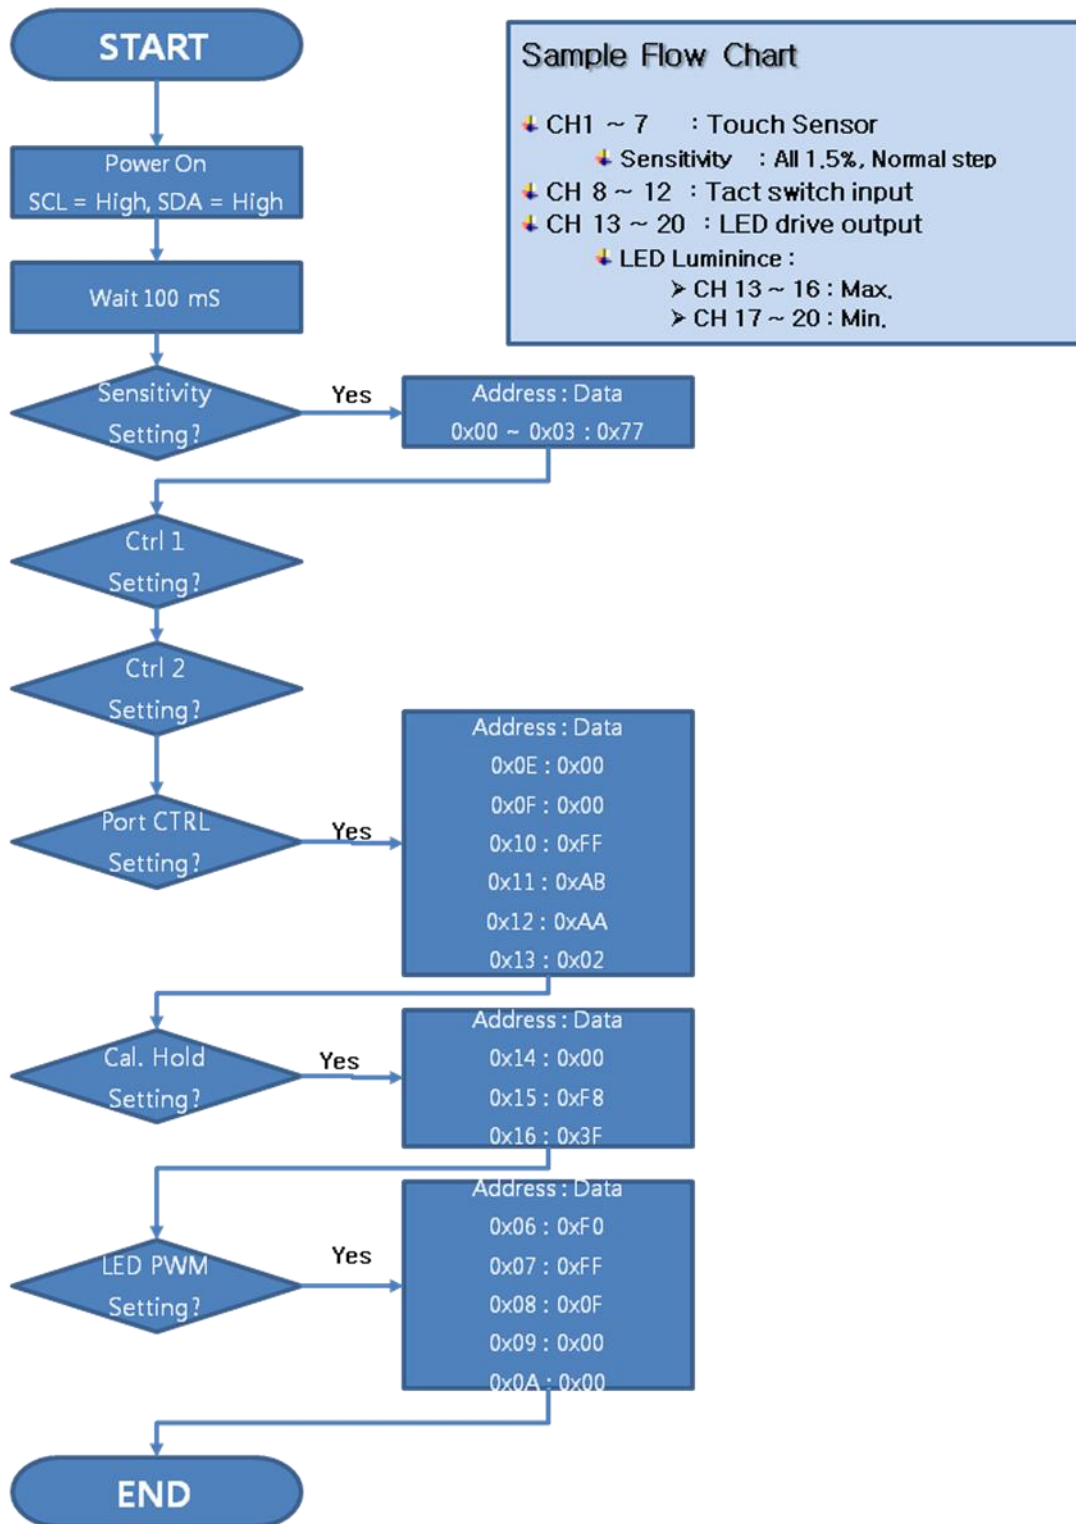 START
Power On
SCL = High, SDA = High
Wait 100 mS
Sensitivity
Setting?
Yes
Address : Data
0x00 ~ 0x03 : 0x77
Ctrl 1
Setting?
Ctrl 2
Setting?
Port CTRL
Setting?
Yes
Address : Data
0x0E : 0x00
0x0F : 0x00
0x10 : 0xFF
0x11 : 0xAB
0x12 : 0xAA
0x13 : 0x02
Cal. Hold
Setting?
Yes
Address : Data
0x14 : 0x00
0x15 : 0xF8
0x16 : 0x3F
LED PWM
Setting?
Yes
Address : Data
0x06 : 0xF0
0x07 : 0xFF
0x08 : 0x0F
0x09 : 0x00
0x0A : 0x00
END
Sample Flow Chart
CH1 ~ 7 : Touch Sensor
Sensitivity : All 1.5%, Normal step
CH 8 ~ 12 : Tact switch input
CH 13 ~ 20 : LED drive output
LED Luminince :
CH 13 ~ 16 : Max.
CH 17 ~ 20 : Min.